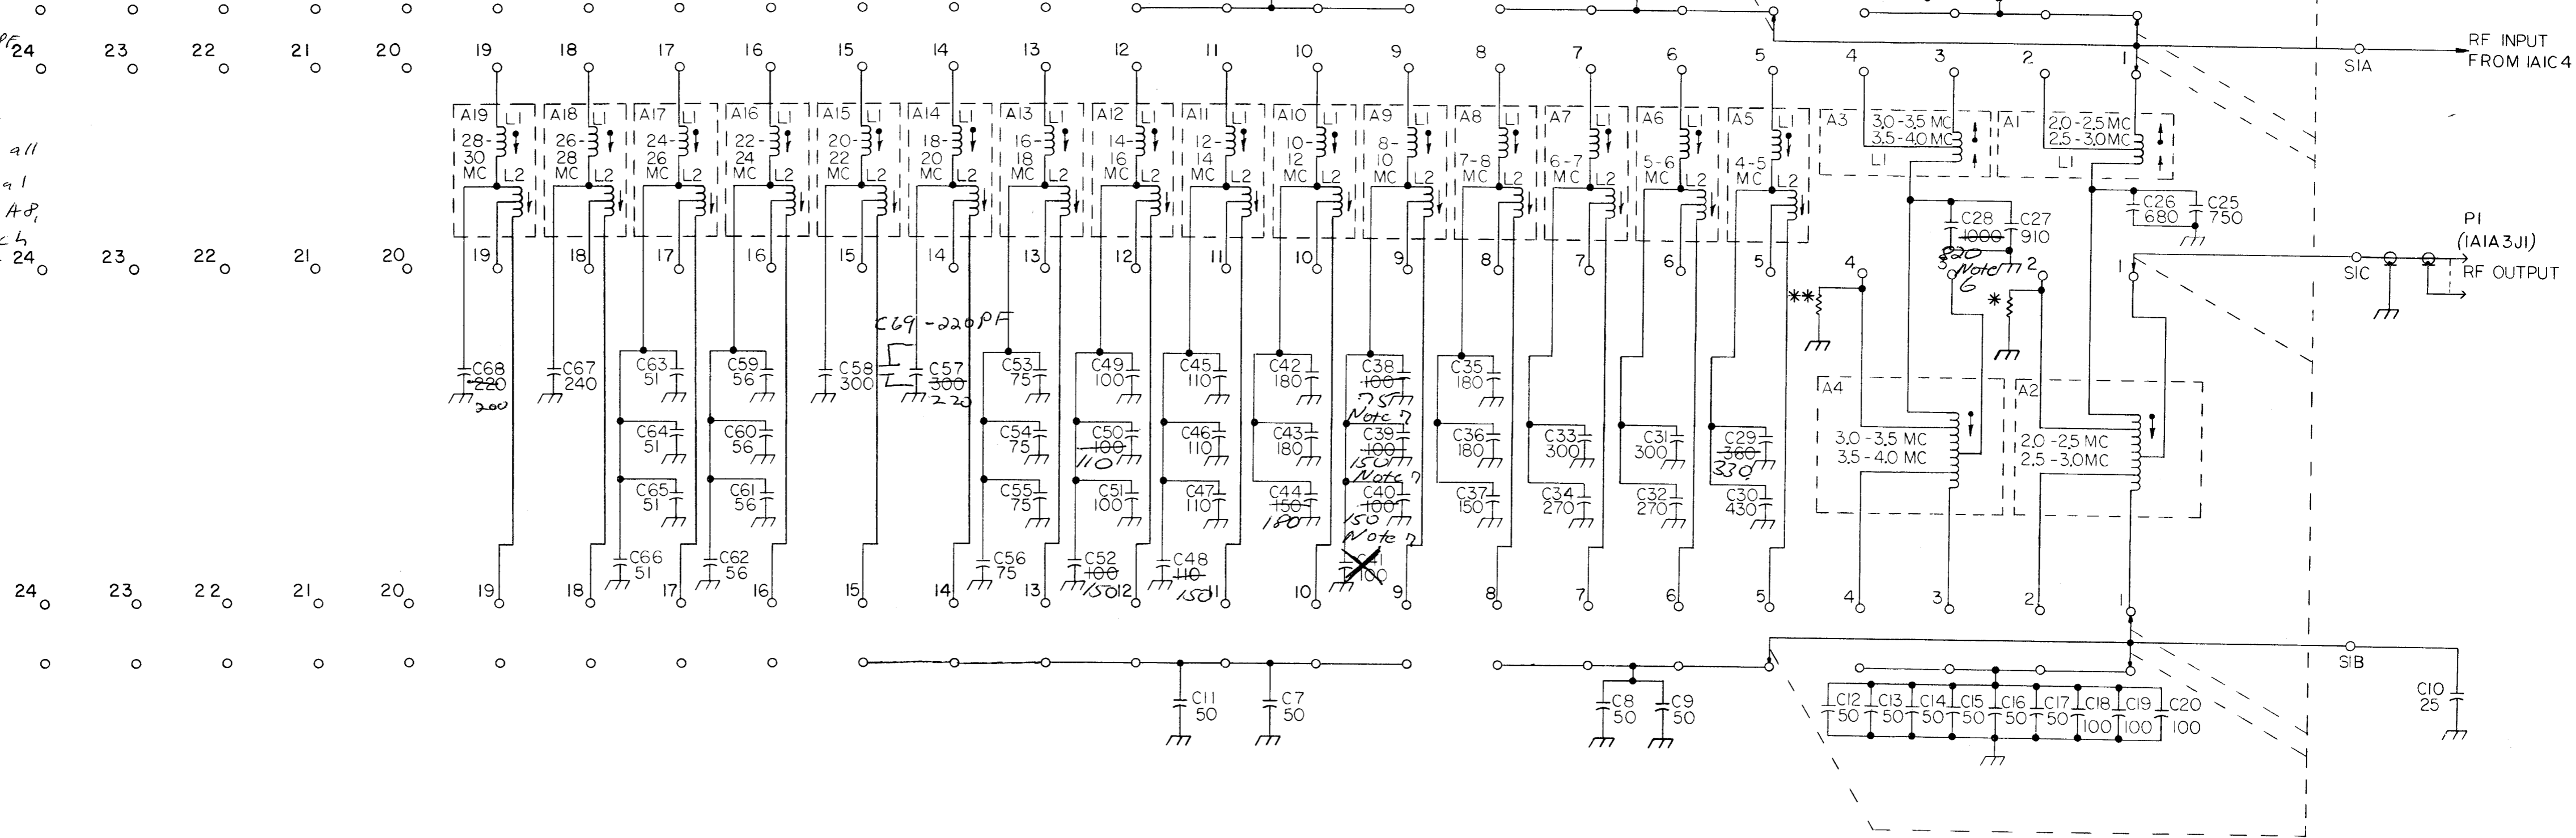 PF
24 23 22 21 20 19 18 17 16 15 14 13 12 11 10 9 8 7 6 5 4 3 2 1
S1A
RF INPUT
FROM 1A1C4
all
A8,
A19 L1 28-30 MC L2
A18 L1 26-28 MC L2
A17 L1 24-26 MC L2
A16 L1 22-24 MC L2
A15 L1 20-22 MC L2
A14 L1 18-20 MC L2
A13 L1 16-18 MC L2
A12 L1 14-16 MC L2
A11 L1 12-14 MC L2
A10 L1 10-12 MC L2
A9 L1 8-10 MC L2
A8 L1 7-8 MC L2
A7 L1 6-7 MC L2
A6 L1 5-6 MC L2
A5 L1 4-5 MC L2
A3 3.0-3.5 MC
3.5-4.0 MC
L1
A1 2.0-2.5 MC
2.5-3.0 MC
L1
C28 1000 820 Note 6
C27 910
C26 680
C25 750
P1
(1A1A3J1)
S1C
RF OUTPUT
24 23 22 21 20 19 18 17 16 15 14 13 12 11 10 9 8 7 6 5 4 3 2 1
** *
C69-220PF
C68 220 200
C67 240
C63 51
C64 51
C65 51
C66 51
C59 56
C60 56
C61 56
C62 56
C58 300
C57 300 220
C53 75
C54 75
C55 75
C56 75
C49 100
C50 100 110
C51 100
C52 100 150
C45 110
C46 110
C47 110
C48 110 150
C42 180
C43 180
C44 150 180
C38 100 75 Note 7
C39 100 150 Note 7
C40 100 150 Note 7
C41 100
C35 180
C36 180
C37 150
C33 300
C34 270
C31 300
C32 270
C29 360 330
C30 430
A4
3.0-3.5 MC
3.5-4.0 MC
A2
2.0-2.5 MC
2.5-3.0 MC
24 23 22 21 20 19 18 17 16 15 14 13 12 11 10 9 8 7 6 5 4 3 2 1
S1B
C11 50
C7 50
C8 50
C9 50
C12 50
C13 50
C14 50
C15 50
C16 50
C17 50
C18 100
C19 100
C20 100
C10 25